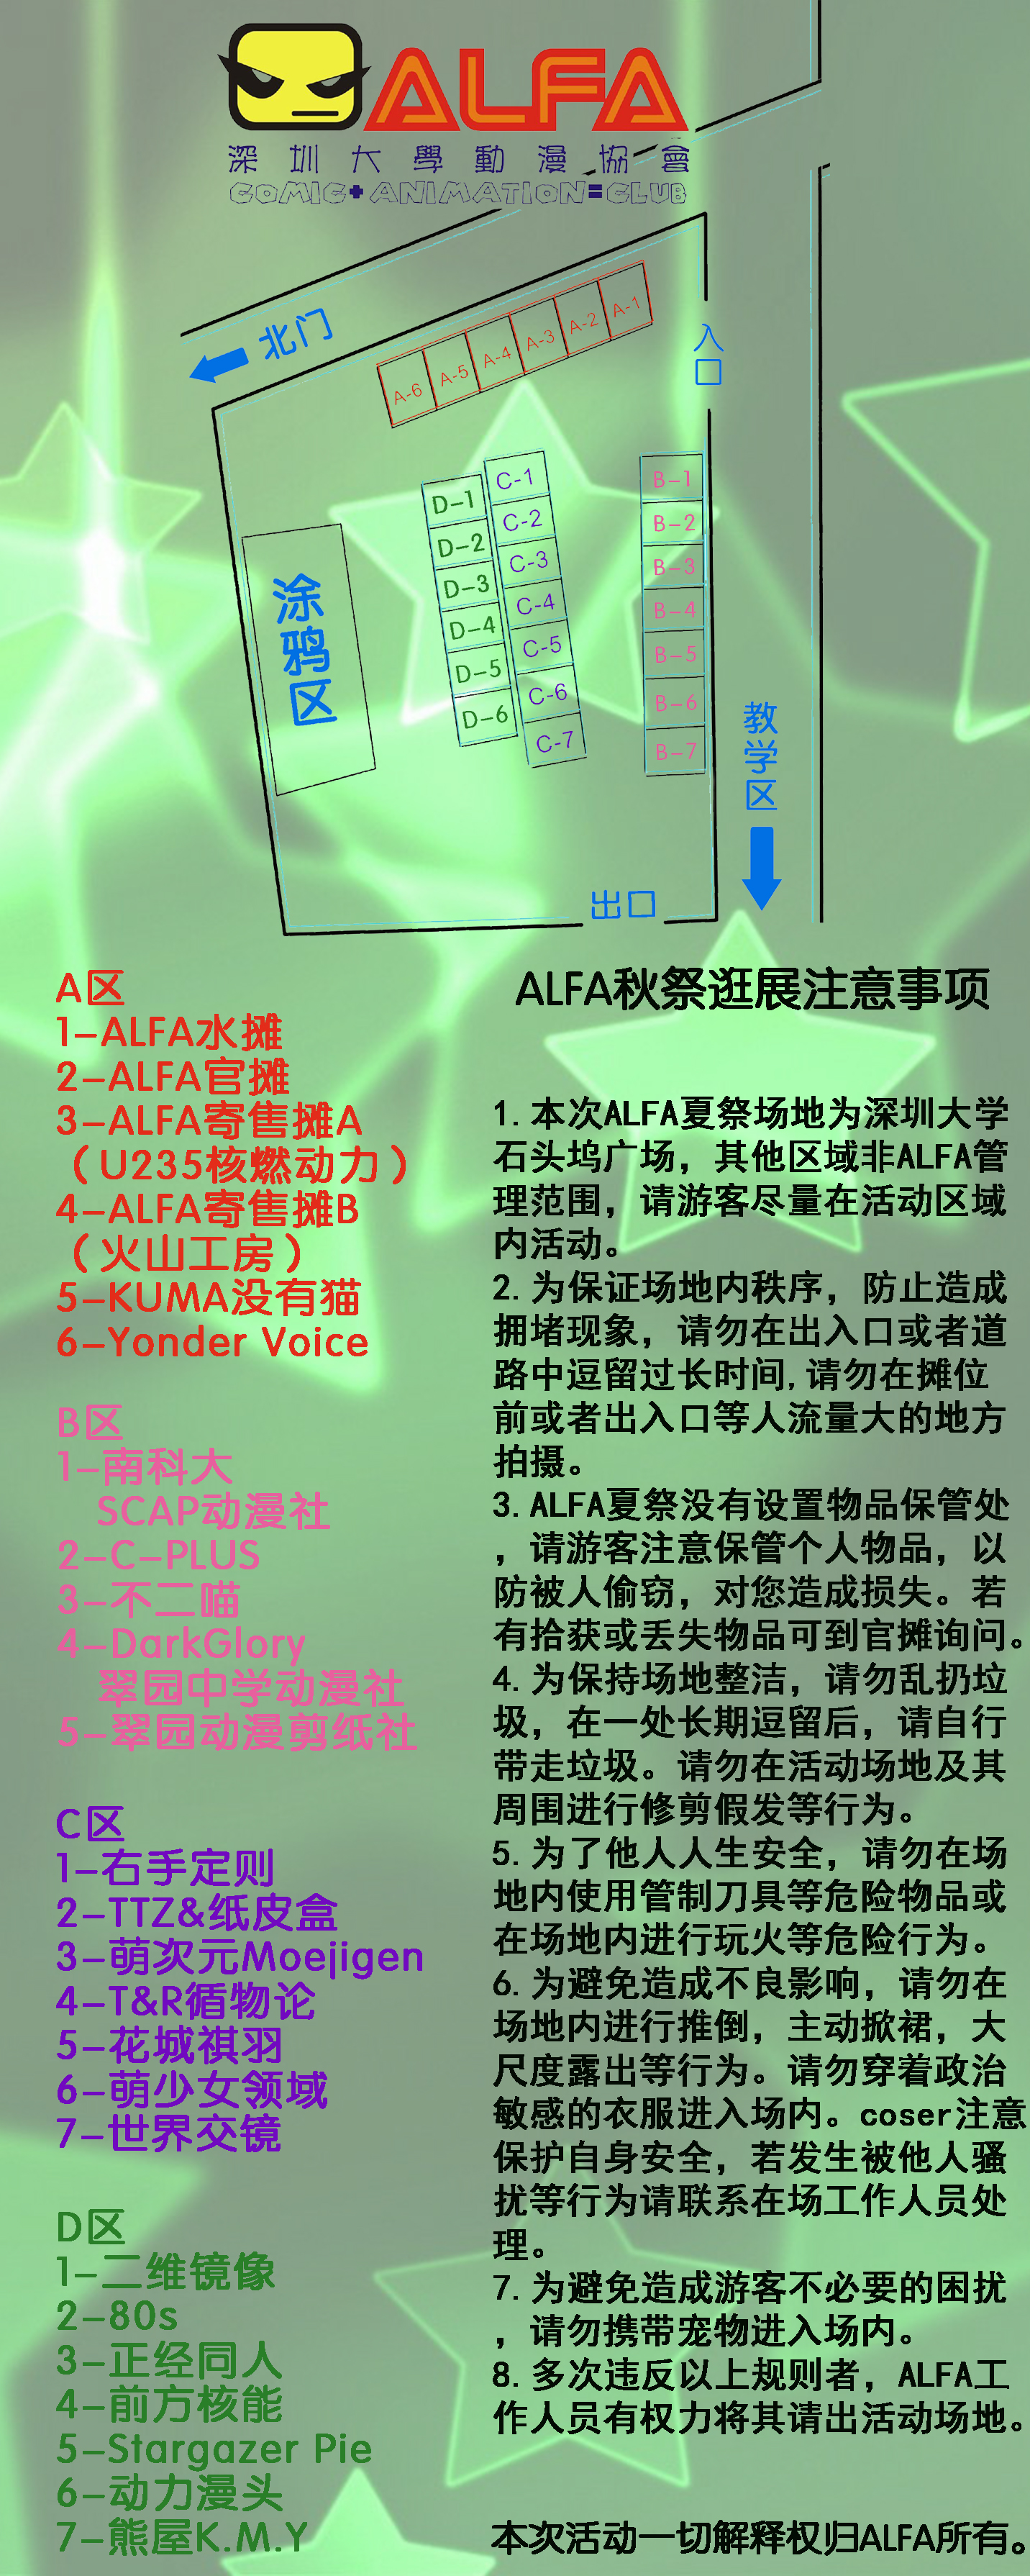 ALFA
深圳大學動漫協會
COMIC+ANIMATION=CLUB
北门
入口
A-1
A-2
A-3
A-4
A-5
A-6
B-1
B-2
B-3
B-4
B-5
B-6
B-7
C-1
C-2
C-3
C-4
C-5
C-6
C-7
D-1
D-2
D-3
D-4
D-5
D-6
涂鸦区
教学区
出口
A区
1-ALFA水摊
2-ALFA官摊
3-ALFA寄售摊A
（U235核燃动力）
4-ALFA寄售摊B
（火山工房）
5-KUMA没有猫
6-Yonder Voice
B区
1-南科大
SCAP动漫社
2-C-PLUS
3-不二喵
4-DarkGlory
翠园中学动漫社
5-翠园动漫剪纸社
C区
1-右手定则
2-TTZ&纸皮盒
3-萌次元Moejigen
4-T&R循物论
5-花城祺羽
6-萌少女领域
7-世界交镜
D区
1-二维镜像
2-80s
3-正经同人
4-前方核能
5-Stargazer Pie
6-动力漫头
7-熊屋K.M.Y
ALFA秋祭逛展注意事项
1.本次ALFA夏祭场地为深圳大学
石头坞广场，其他区域非ALFA管
理范围，请游客尽量在活动区域
内活动。
2.为保证场地内秩序，防止造成
拥堵现象，请勿在出入口或者道
路中逗留过长时间,请勿在摊位
前或者出入口等人流量大的地方
拍摄。
3.ALFA夏祭没有设置物品保管处
，请游客注意保管个人物品，以
防被人偷窃，对您造成损失。若
有拾获或丢失物品可到官摊询问。
4.为保持场地整洁，请勿乱扔垃
圾，在一处长期逗留后，请自行
带走垃圾。请勿在活动场地及其
周围进行修剪假发等行为。
5.为了他人人生安全，请勿在场
地内使用管制刀具等危险物品或
在场地内进行玩火等危险行为。
6.为避免造成不良影响，请勿在
场地内进行推倒，主动掀裙，大
尺度露出等行为。请勿穿着政治
敏感的衣服进入场内。coser注意
保护自身安全，若发生被他人骚
扰等行为请联系在场工作人员处
理。
7.为避免造成游客不必要的困扰
，请勿携带宠物进入场内。
8.多次违反以上规则者，ALFA工
作人员有权力将其请出活动场地。
本次活动一切解释权归ALFA所有。